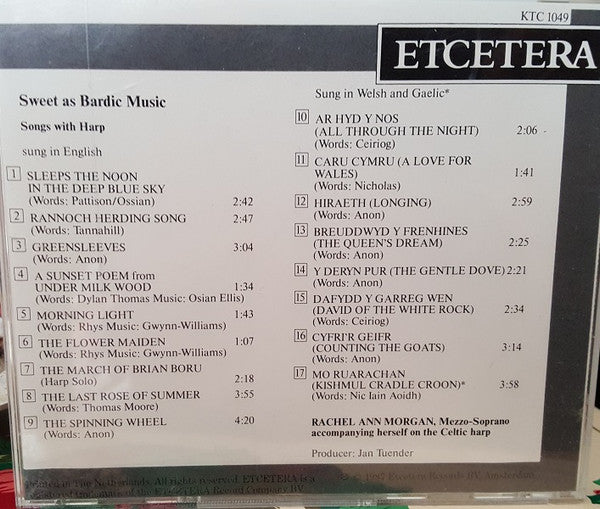 KTC 1049
ETCETERA
Sweet as Bardic Music
Songs with Harp
sung in English
1 SLEEPS THE NOON
IN THE DEEP BLUE SKY
(Words: Pattison/Ossian) 2:42
2 RANNOCH HERDING SONG 2:47
(Words: Tannahill)
3 GREENSLEEVES 3:04
(Words: Anon)
4 A SUNSET POEM from
UNDER MILK WOOD 1:34
(Words: Dylan Thomas Music: Osian Ellis)
5 MORNING LIGHT 1:43
(Words: Rhys Music: Gwynn-Williams)
6 THE FLOWER MAIDEN 1:07
(Words: Rhys Music: Gwynn-Williams)
7 THE MARCH OF BRIAN BORU
(Harp Solo) 2:18
8 THE LAST ROSE OF SUMMER 3:55
(Words: Thomas Moore)
9 THE SPINNING WHEEL 4:20
(Words: Anon)
Sung in Welsh and Gaelic*
10 AR HYD Y NOS
(ALL THROUGH THE NIGHT) 2:06
(Words: Ceiriog)
11 CARU CYMRU (A LOVE FOR
WALES) 1:41
(Words: Nicholas)
12 HIRAETH (LONGING) 2:59
(Words: Anon)
13 BREUDDWYD Y FRENHINES
(THE QUEEN'S DREAM) 2:25
(Words: Anon)
14 Y DERYN PUR (THE GENTLE DOVE) 2:21
(Words: Anon)
15 DAFYDD Y GARREG WEN
(DAVID OF THE WHITE ROCK) 2:34
(Words: Ceiriog)
16 CYFRI'R GEIFR
(COUNTING THE GOATS) 3:14
(Words: Anon)
17 MO RUARACHAN
(KISHMUL CRADLE CROON)* 3:58
(Words: Nic Iain Aoidh)
RACHEL ANN MORGAN, Mezzo-Soprano
accompanying herself on the Celtic harp
Producer: Jan Tuender
Printed in The Netherlands. All rights reserved. ETCETERA is a
registered trademark of the ETCETERA Record Company BV.
1987 Etcetera Records BV, Amsterdam